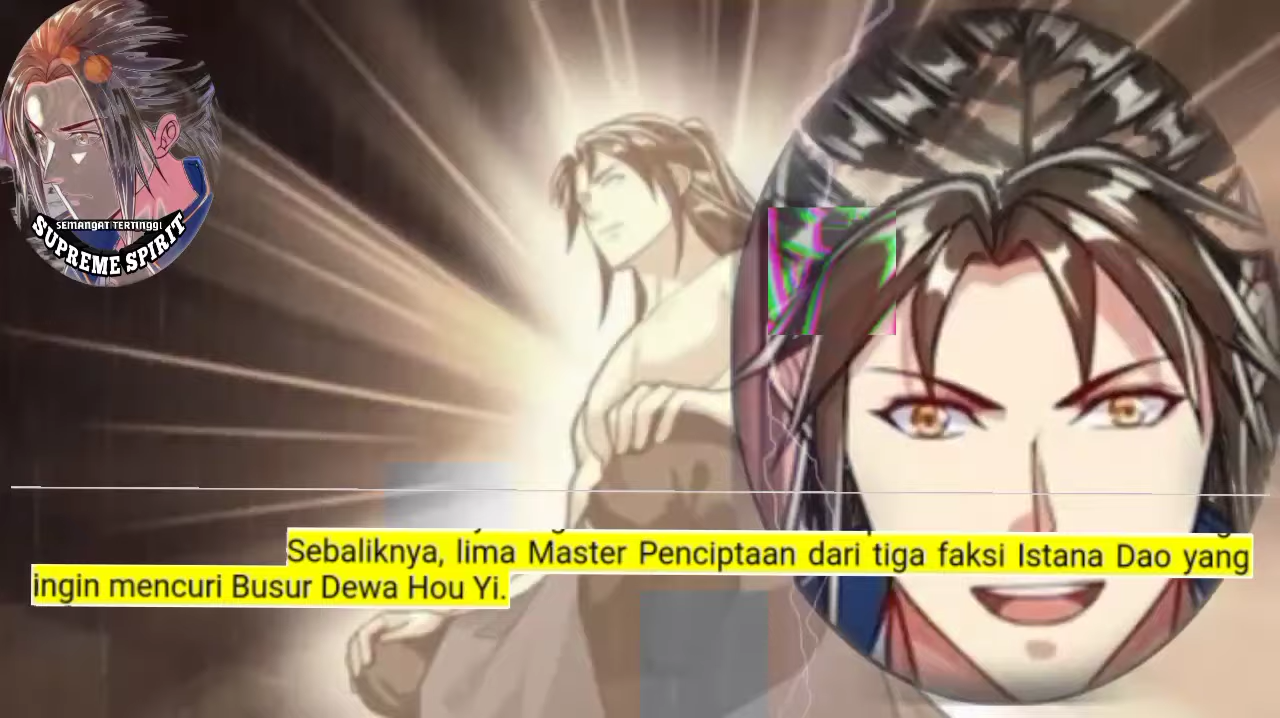 SEMANGAT TERTINGGI
SUPREME SPIRIT
Sebaliknya, lima Master Penciptaan dari tiga faksi Istana Dao yang
ingin mencuri Busur Dewa Hou Yi.